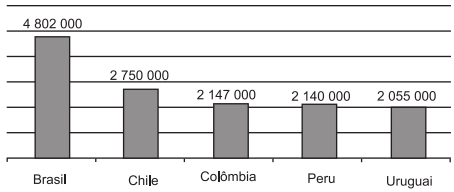 4 802 000
2 750 000
2 147 000
2 140 000
2 055 000
Brasil
Chile
Colômbia
Peru
Uruguai